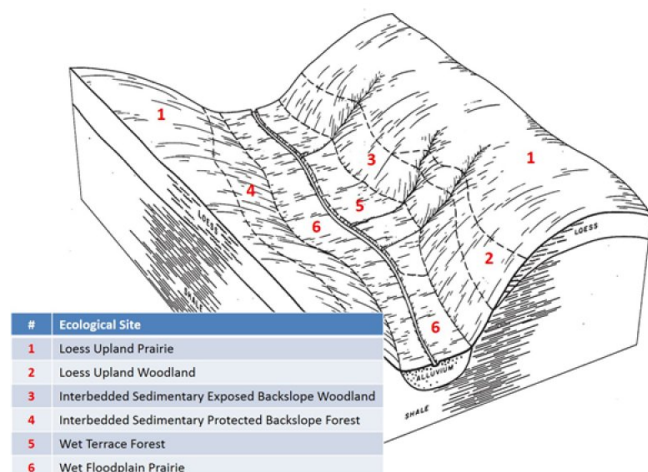 1
1
3
4
5
6
2
6
LOESS
LOESS
SHALE
ALLUVIUM
SHALE
# Ecological Site
1 Loess Upland Prairie
2 Loess Upland Woodland
3 Interbedded Sedimentary Exposed Backslope Woodland
4 Interbedded Sedimentary Protected Backslope Forest
5 Wet Terrace Forest
6 Wet Floodplain Prairie